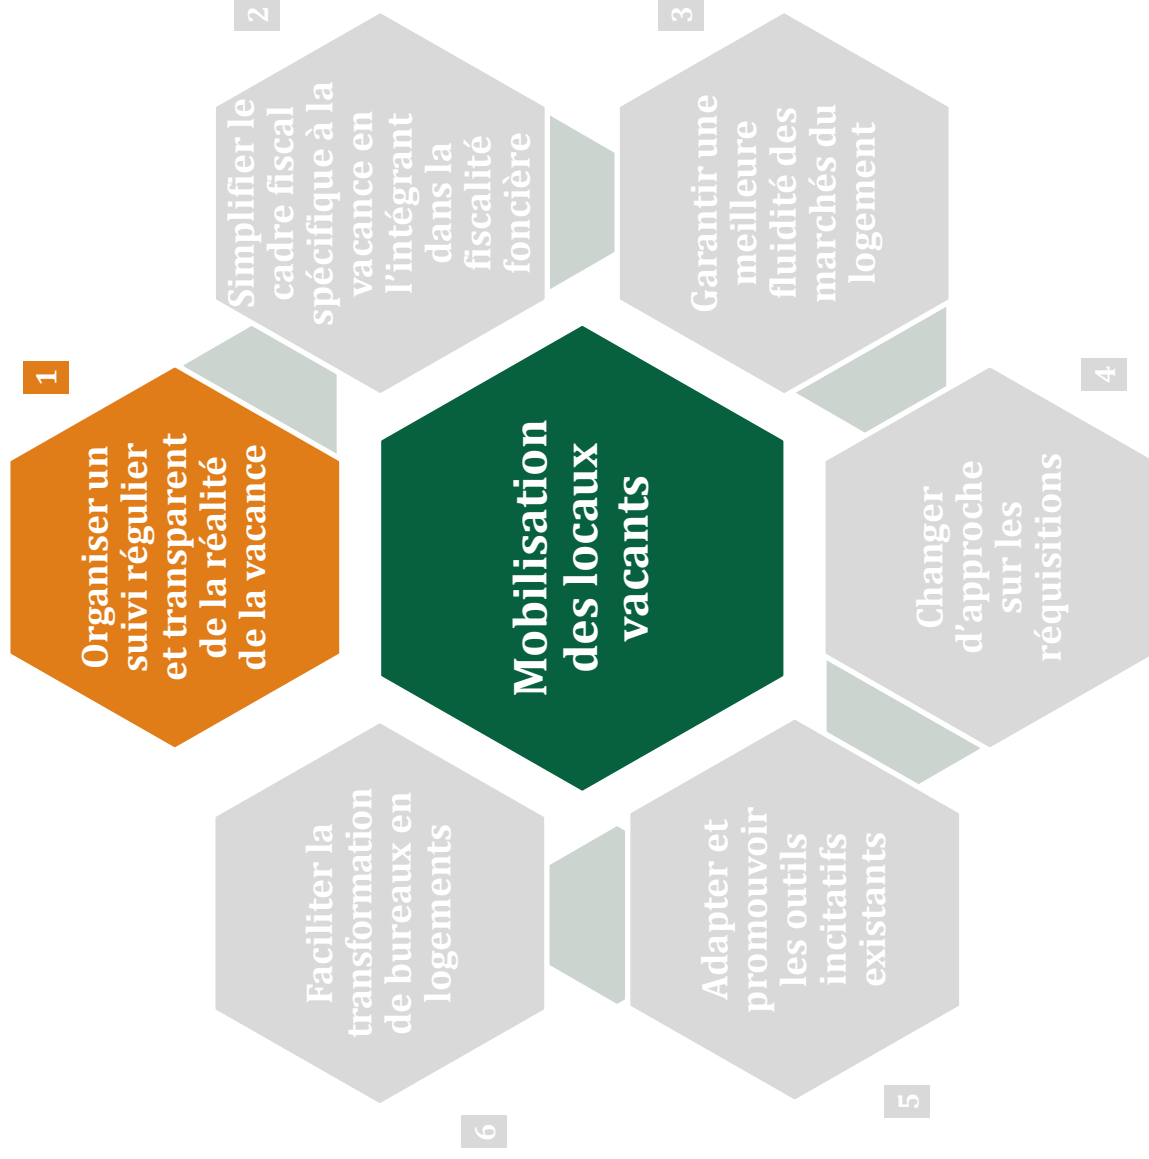 1
Organiser un
suivi régulier
et transparent
de la réalité
de la vacance
2
Simplifier le
cadre fiscal
spécifique à la
vacance en
l’intégrant
dans la
fiscalité
foncière
3
Garantir une
meilleure
fluidité des
marchés du
logement
4
Changer
d’approche
sur les
réquisitions
5
Adapter et
promouvoir
les outils
incitatifs
existants
6
Faciliter la
transformation
de bureaux en
logements
Mobilisation
des locaux
vacants